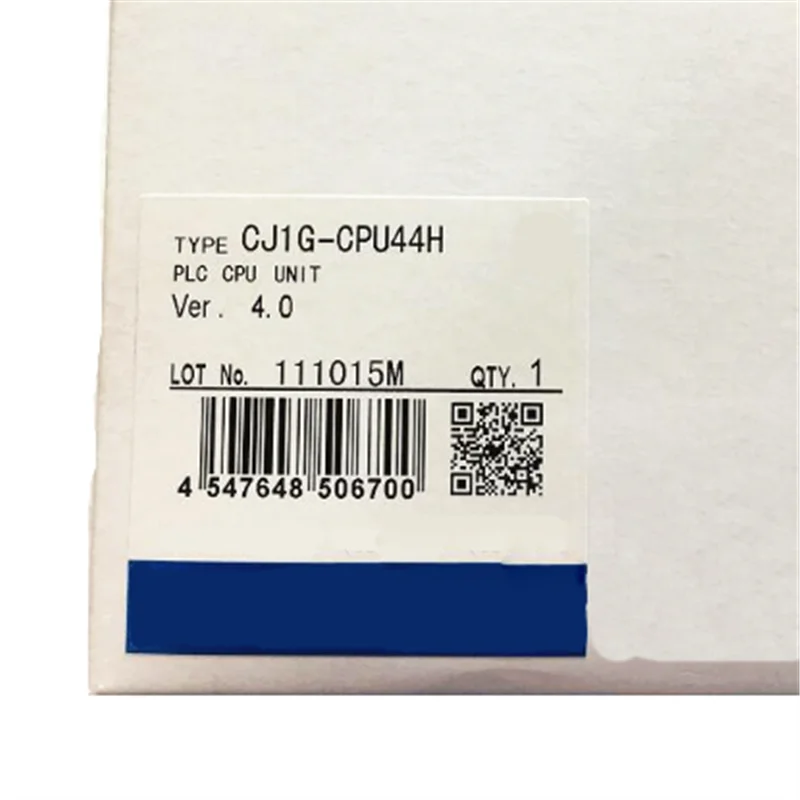 TYPE CJ1G-CPU44H
PLC CPU UNIT
Ver. 4.0
LOT No. 111015M QTY. 1
4 547648 506700